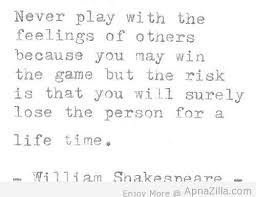 Never play with the
feelings of others
because you may win
the game but the risk
is that you will surely
lose the person for a
life time.
- William Shakespeare -
Enjoy More @ ApnaZilla.com